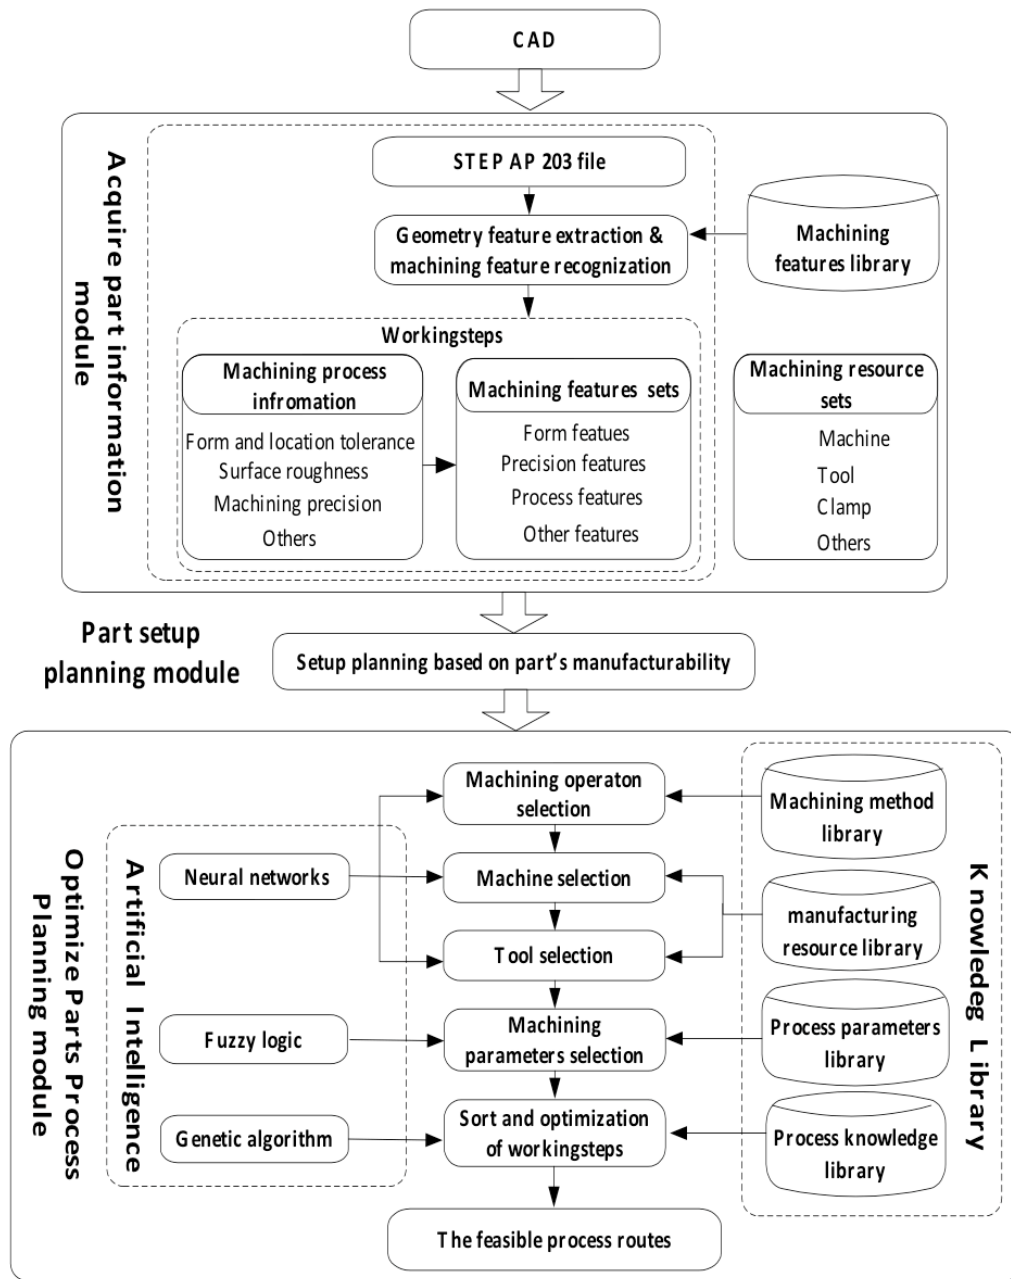 CAD
Acquire part information
module
STEP AP 203 file
Geometry feature extraction &
machining feature recognization
Machining
features library
Workingsteps
Machining process
infromation
Form and location tolerance
Surface roughness
Machining precision
Others
Machining features sets
Form featues
Precision features
Process features
Other features
Machining resource
sets
Machine
Tool
Clamp
Others
Part setup
planning module
Setup planning based on part's manufacturability
Optimize Parts Process
Planning module
Artificial Intelligence
Neural networks
Fuzzy logic
Genetic algorithm
Machining operaton
selection
Machine selection
Tool selection
Machining
parameters selection
Sort and optimization
of workingsteps
The feasible process routes
Machining method
library
manufacturing
resource library
Process parameters
library
Process knowledge
library
Knowledeg Library